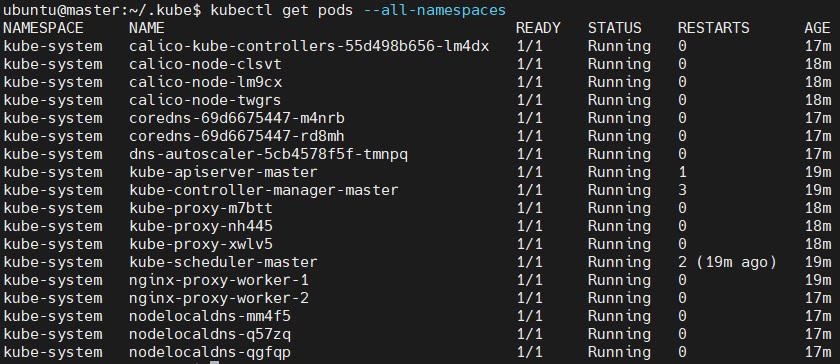 ubuntu@master:~/.kube$ kubectl get pods --all-namespaces
NAMESPACE NAME READY STATUS RESTARTS AGE
kube-system calico-kube-controllers-55d498b656-lm4dx 1/1 Running 0 17m
kube-system calico-node-clsvt 1/1 Running 0 18m
kube-system calico-node-lm9cx 1/1 Running 0 18m
kube-system calico-node-twgrs 1/1 Running 0 18m
kube-system coredns-69d6675447-m4nrb 1/1 Running 0 17m
kube-system coredns-69d6675447-rd8mh 1/1 Running 0 17m
kube-system dns-autoscaler-5cb4578f5f-tmnpq 1/1 Running 0 17m
kube-system kube-apiserver-master 1/1 Running 1 19m
kube-system kube-controller-manager-master 1/1 Running 3 19m
kube-system kube-proxy-m7btt 1/1 Running 0 18m
kube-system kube-proxy-nh445 1/1 Running 0 18m
kube-system kube-proxy-xwlv5 1/1 Running 0 18m
kube-system kube-scheduler-master 1/1 Running 2 (19m ago) 19m
kube-system nginx-proxy-worker-1 1/1 Running 0 19m
kube-system nginx-proxy-worker-2 1/1 Running 0 17m
kube-system nodelocaldns-mm4f5 1/1 Running 0 17m
kube-system nodelocaldns-q57zq 1/1 Running 0 17m
kube-system nodelocaldns-qgfqp 1/1 Running 0 17m